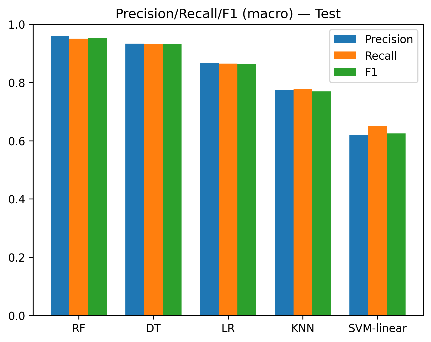 Precision/Recall/F1 (macro) — Test
1.0
0.8
0.6
0.4
0.2
0.0
Precision
Recall
F1
RF DT LR KNN SVM-linear